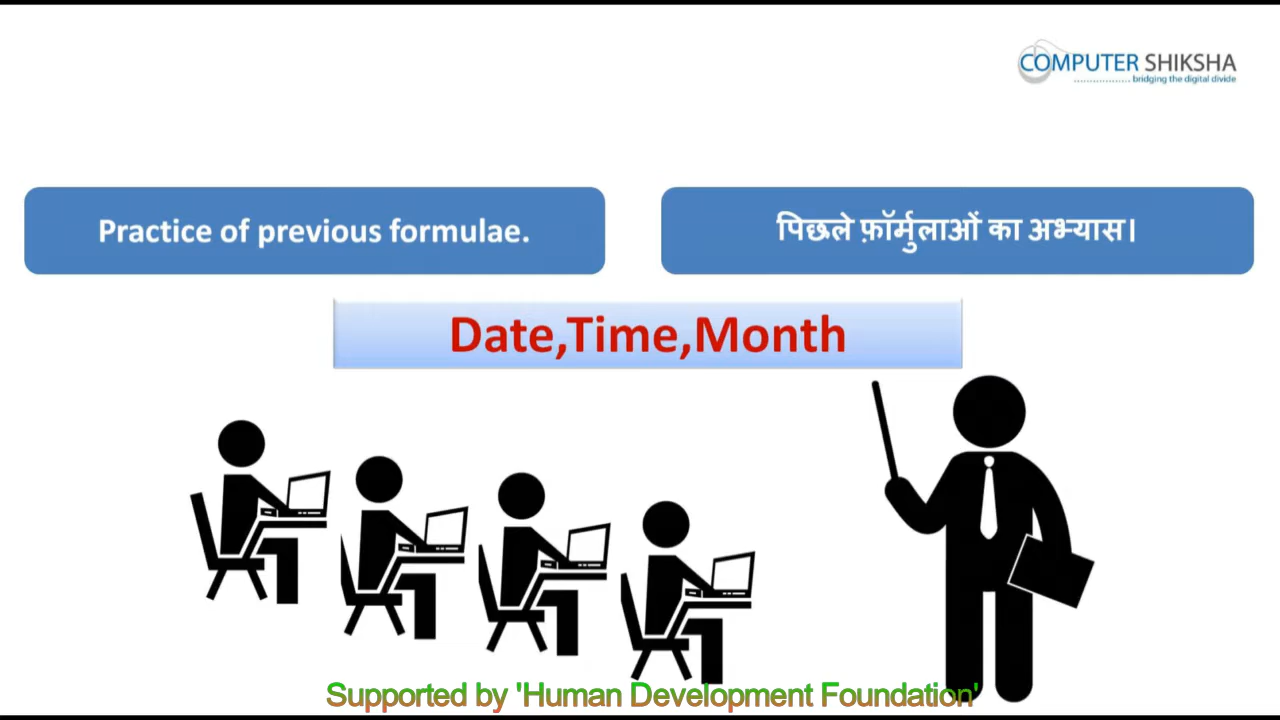 COMPUTER SHIKSHA
.................. bridging the digital divide
Practice of previous formulae.
पिछले फ़ॉर्मुलाओं का अभ्यास।
Date,Time,Month
Supported by 'Human Development Foundation'